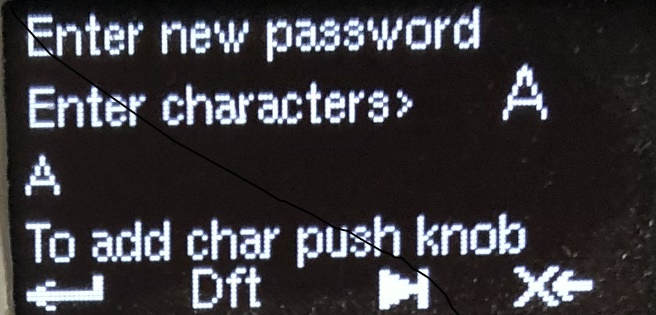 Enter new password
Enter characters> A
A
To add char push knob
Dft